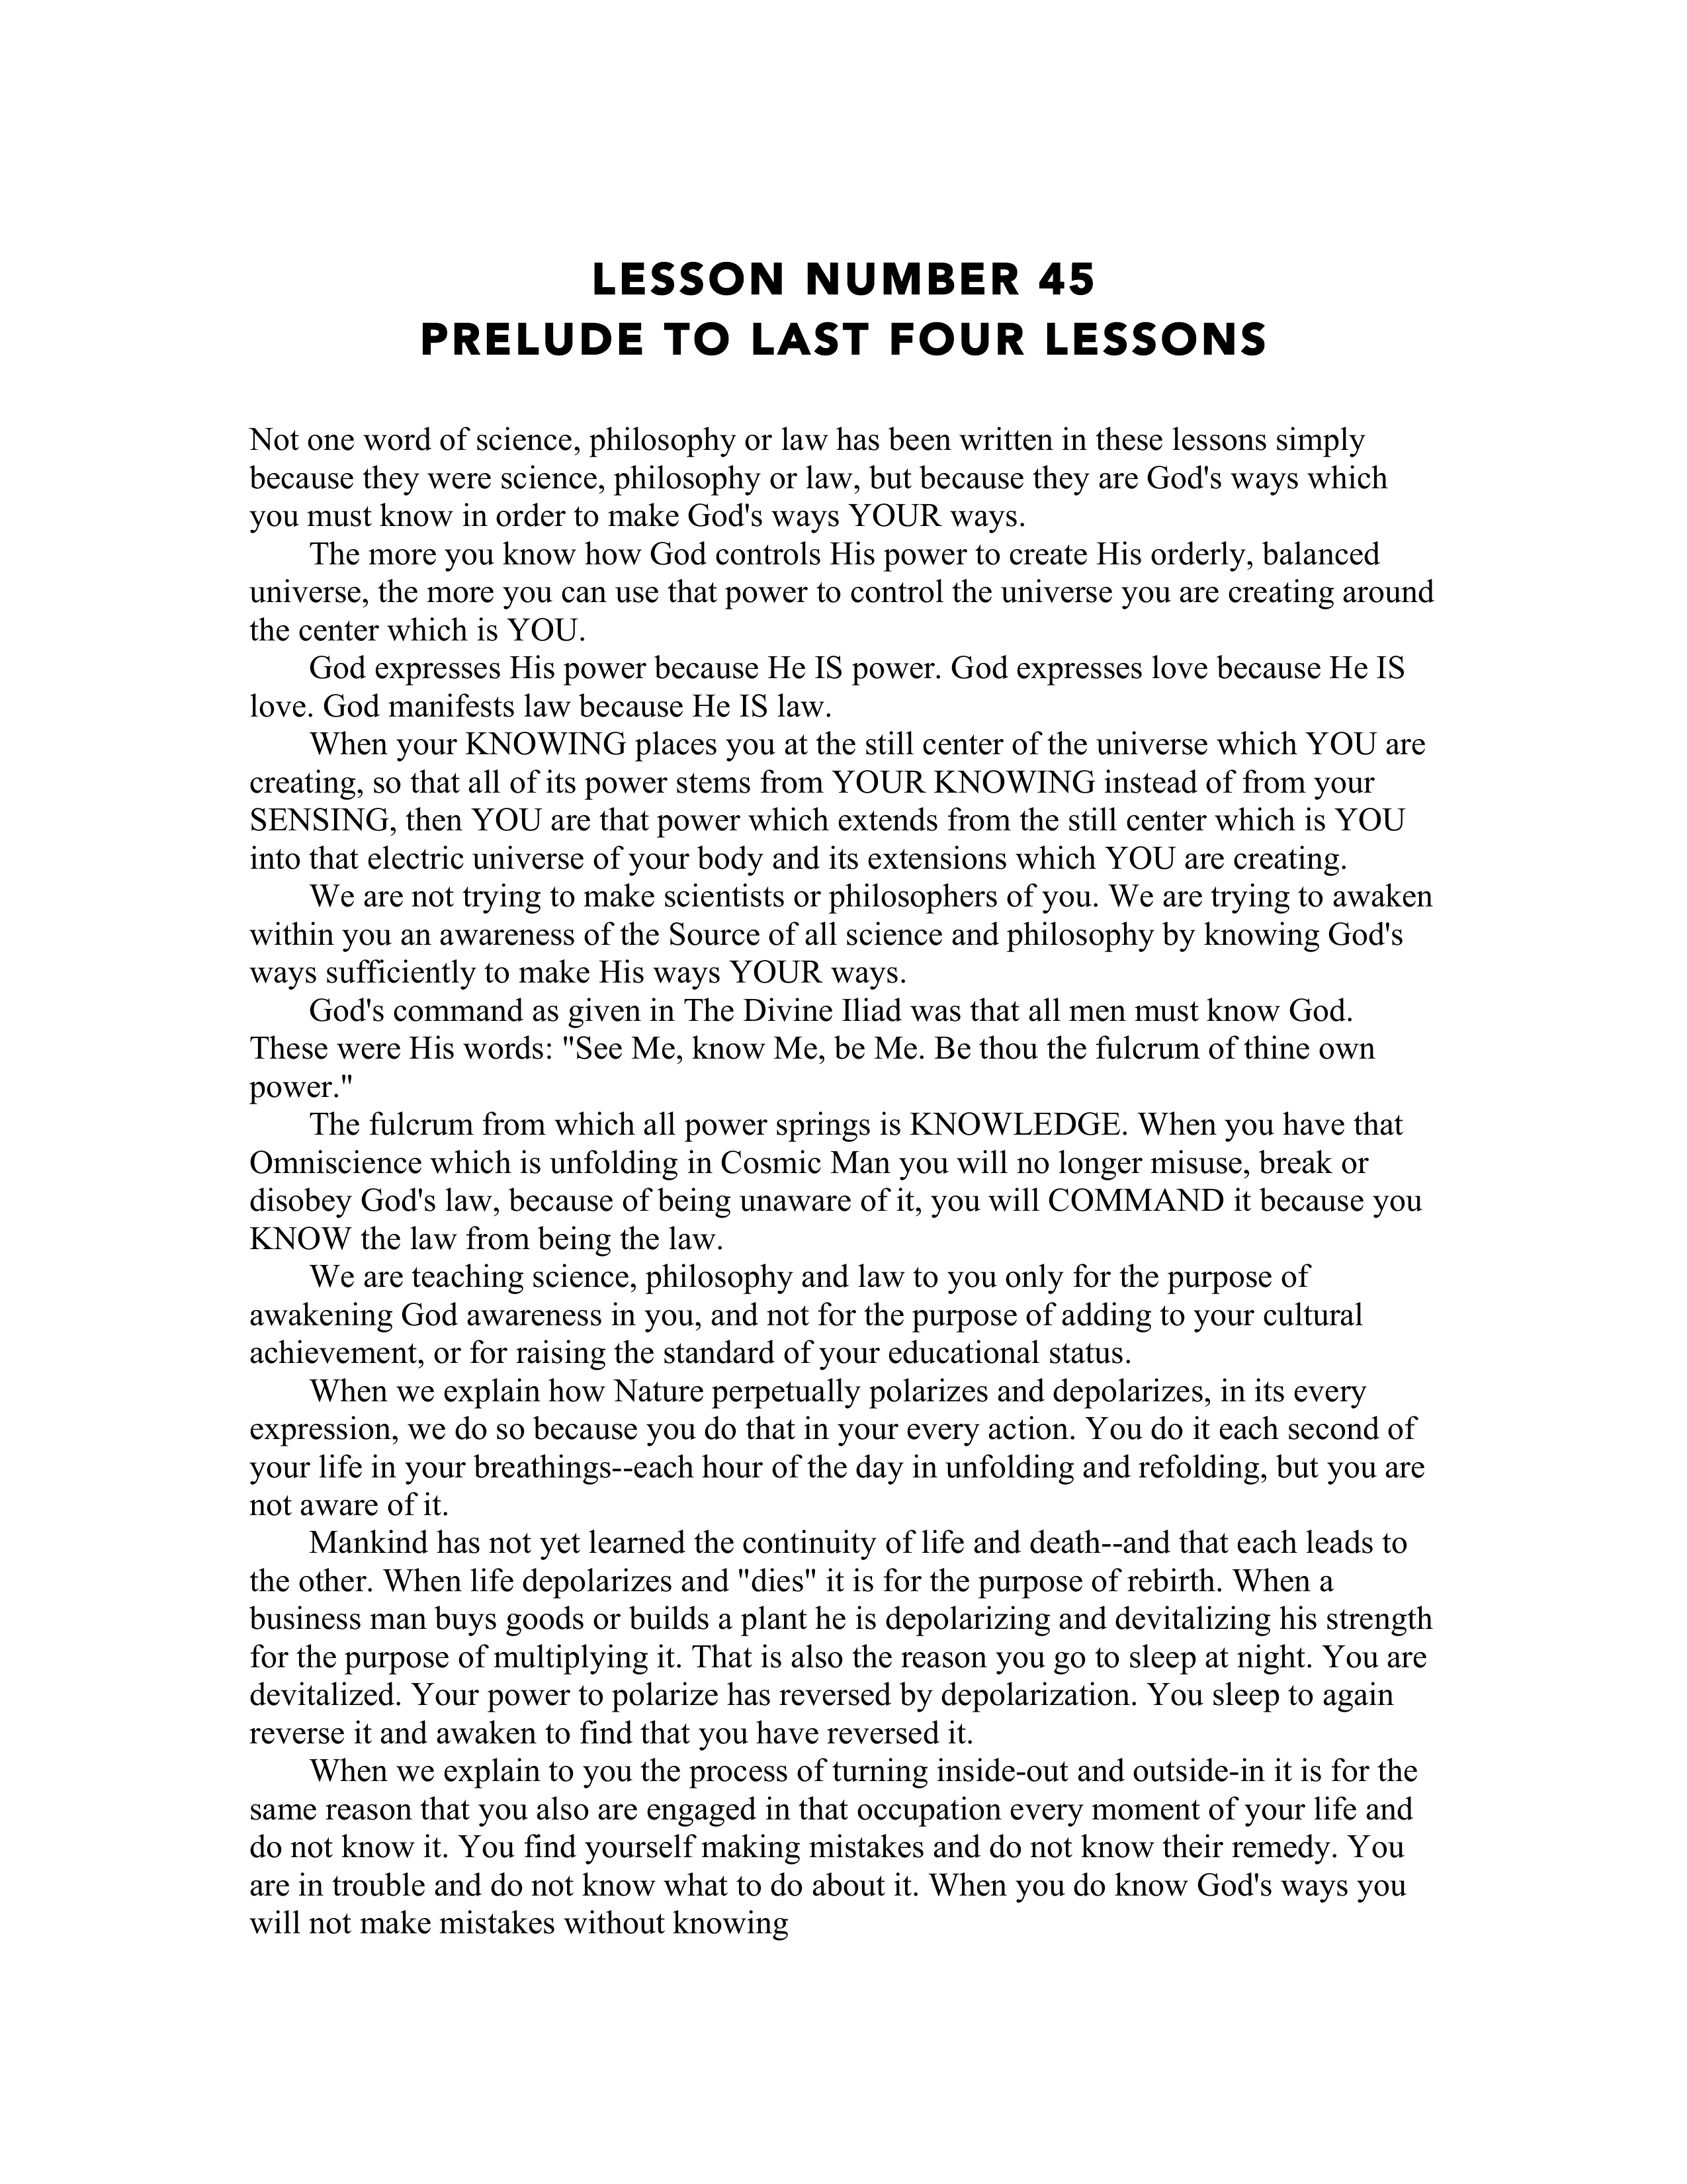 LESSON NUMBER 45
PRELUDE TO LAST FOUR LESSONS
Not one word of science, philosophy or law has been written in these lessons simply
because they were science, philosophy or law, but because they are God's ways which
you must know in order to make God's ways YOUR ways.
The more you know how God controls His power to create His orderly, balanced
universe, the more you can use that power to control the universe you are creating around
the center which is YOU.
God expresses His power because He IS power. God expresses love because He IS
love. God manifests law because He IS law.
When your KNOWING places you at the still center of the universe which YOU are
creating, so that all of its power stems from YOUR KNOWING instead of from your
SENSING, then YOU are that power which extends from the still center which is YOU
into that electric universe of your body and its extensions which YOU are creating.
We are not trying to make scientists or philosophers of you. We are trying to awaken
within you an awareness of the Source of all science and philosophy by knowing God's
ways sufficiently to make His ways YOUR ways.
God's command as given in The Divine Iliad was that all men must know God.
These were His words: "See Me, know Me, be Me. Be thou the fulcrum of thine own
power."
The fulcrum from which all power springs is KNOWLEDGE. When you have that
Omniscience which is unfolding in Cosmic Man you will no longer misuse, break or
disobey God's law, because of being unaware of it, you will COMMAND it because you
KNOW the law from being the law.
We are teaching science, philosophy and law to you only for the purpose of
awakening God awareness in you, and not for the purpose of adding to your cultural
achievement, or for raising the standard of your educational status.
When we explain how Nature perpetually polarizes and depolarizes, in its every
expression, we do so because you do that in your every action. You do it each second of
your life in your breathings--each hour of the day in unfolding and refolding, but you are
not aware of it.
Mankind has not yet learned the continuity of life and death--and that each leads to
the other. When life depolarizes and "dies" it is for the purpose of rebirth. When a
business man buys goods or builds a plant he is depolarizing and devitalizing his strength
for the purpose of multiplying it. That is also the reason you go to sleep at night. You are
devitalized. Your power to polarize has reversed by depolarization. You sleep to again
reverse it and awaken to find that you have reversed it.
When we explain to you the process of turning inside-out and outside-in it is for the
same reason that you also are engaged in that occupation every moment of your life and
do not know it. You find yourself making mistakes and do not know their remedy. You
are in trouble and do not know what to do about it. When you do know God's ways you
will not make mistakes without knowing